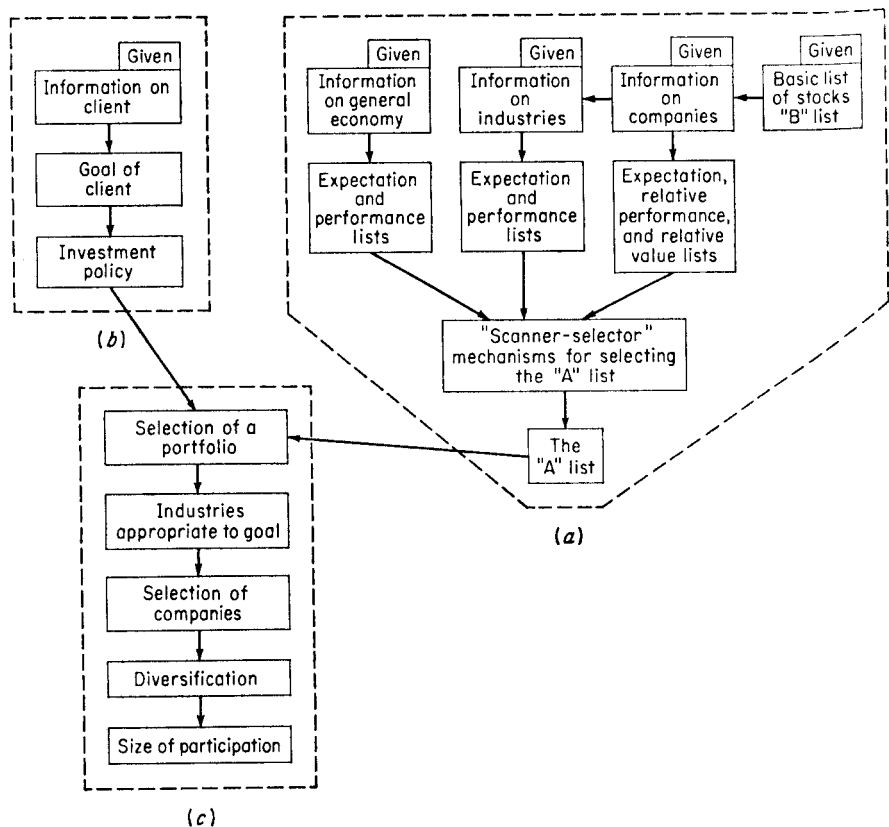 Given
Information on
client
Goal of
client
Investment
policy
(b)
Given
Information
on general
economy
Given
Information
on
industries
Given
Information
on
companies
Given
Basic list
of stocks
"B" list
Expectation
and
performance
lists
Expectation
and
performance
lists
Expectation,
relative
performance,
and relative
value lists
"Scanner-selector"
mechanisms for selecting
the "A" list
The
"A" list
(a)
Selection of a
portfolio
Industries
appropriate to goal
Selection of
companies
Diversification
Size of participation
(c)